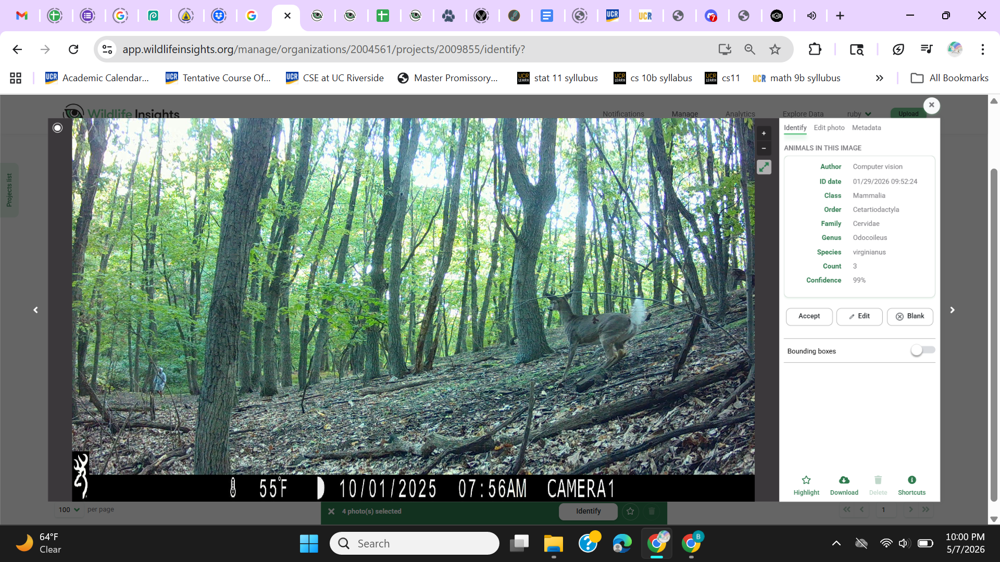 app.wildlifeinsights.org/manage/organizations/2004561/projects/2009855/identify?
Academic Calendar...
Tentative Course Of...
CSE at UC Riverside
Master Promissory...
stat 11 syllubus
cs 10b syllabus
cs11
math 9b syllubus
All Bookmarks
Wildlife Insights
Notifications
Manage
Analytics
Explore Data
ruby
Upload
Projects list
Identify
Edit photo
Metadata
ANIMALS IN THIS IMAGE
Author Computer vision
ID date 01/29/2026 09:52:24
Class Mammalia
Order Cetartiodactyla
Family Cervidae
Genus Odocoileus
Species virginianus
Count 3
Confidence 99%
Accept
Edit
Blank
Bounding boxes
Highlight
Download
Delete
Shortcuts
55°F 10/01/2025 07:56AM CAMERA1
100 per page
4 photo(s) selected
Identify
1
64°F
Clear
Search
10:00 PM
5/7/2026